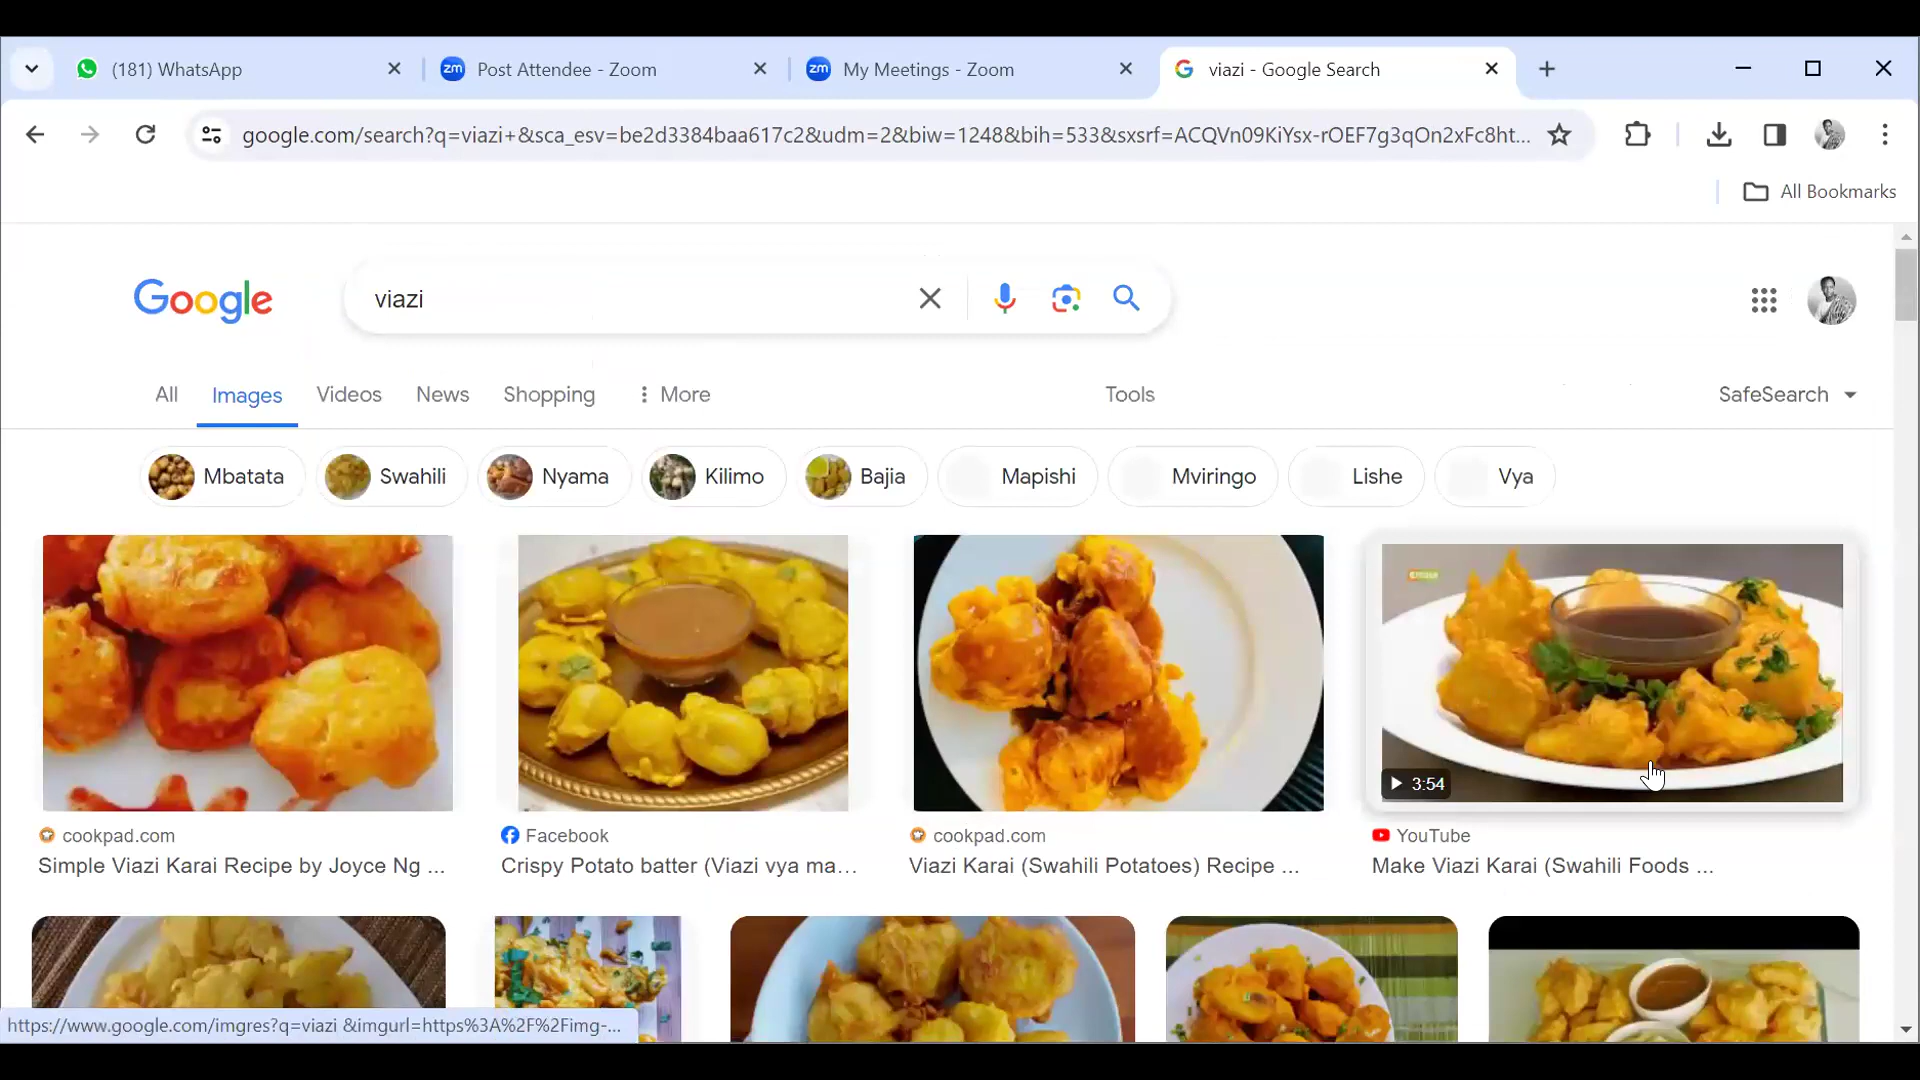 (181) WhatsApp
Post Attendee - Zoom
My Meetings - Zoom
viazi - Google Search
google.com/search?q=viazi+&sca_esv=be2d3384baa617c2&udm=2&biw=1248&bih=533&sxsrf=ACQVn09KiYsx-rOEF7g3qOn2xFc8ht...
All Bookmarks
Google
viazi
All
Images
Videos
News
Shopping
More
Tools
SafeSearch
Mbatata
Swahili
Nyama
Kilimo
Bajia
Mapishi
Mviringo
Lishe
Vya
3:54
cookpad.com
Simple Viazi Karai Recipe by Joyce Ng ...
Facebook
Crispy Potato batter (Viazi vya ma...
cookpad.com
Viazi Karai (Swahili Potatoes) Recipe ...
YouTube
Make Viazi Karai (Swahili Foods ...
https://www.google.com/imgres?q=viazi &imgurl=https%3A%2F%2Fimg-...